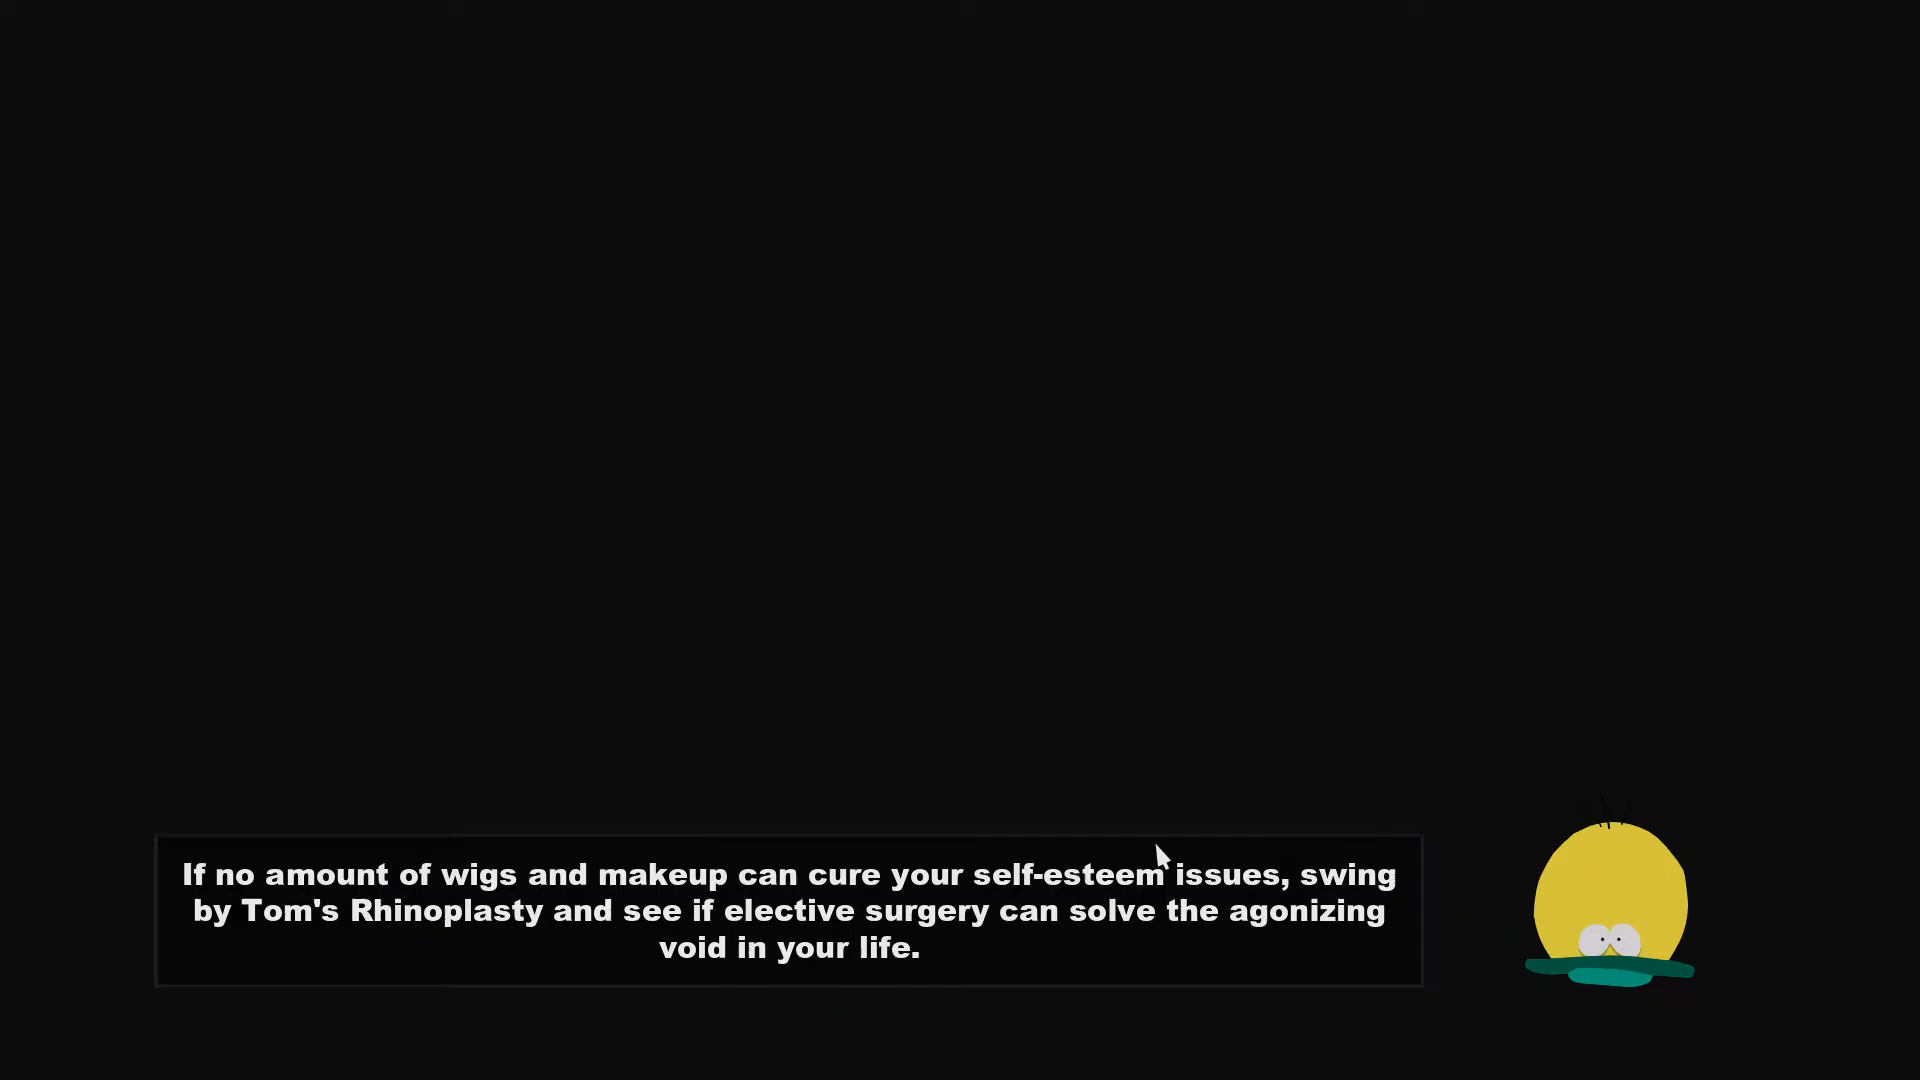 If no amount of wigs and makeup can cure your self-esteem issues, swing
by Tom's Rhinoplasty and see if elective surgery can solve the agonizing
void in your life.